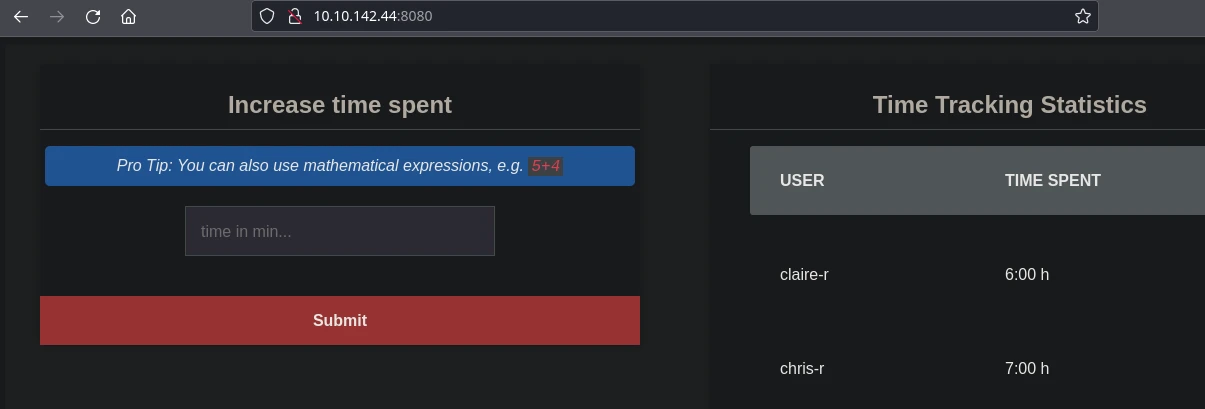 10.10.142.44:8080
Increase time spent
Pro Tip: You can also use mathematical expressions, e.g. 5+4
time in min...
Submit
Time Tracking Statistics
USER TIME SPENT
claire-r 6:00 h
chris-r 7:00 h